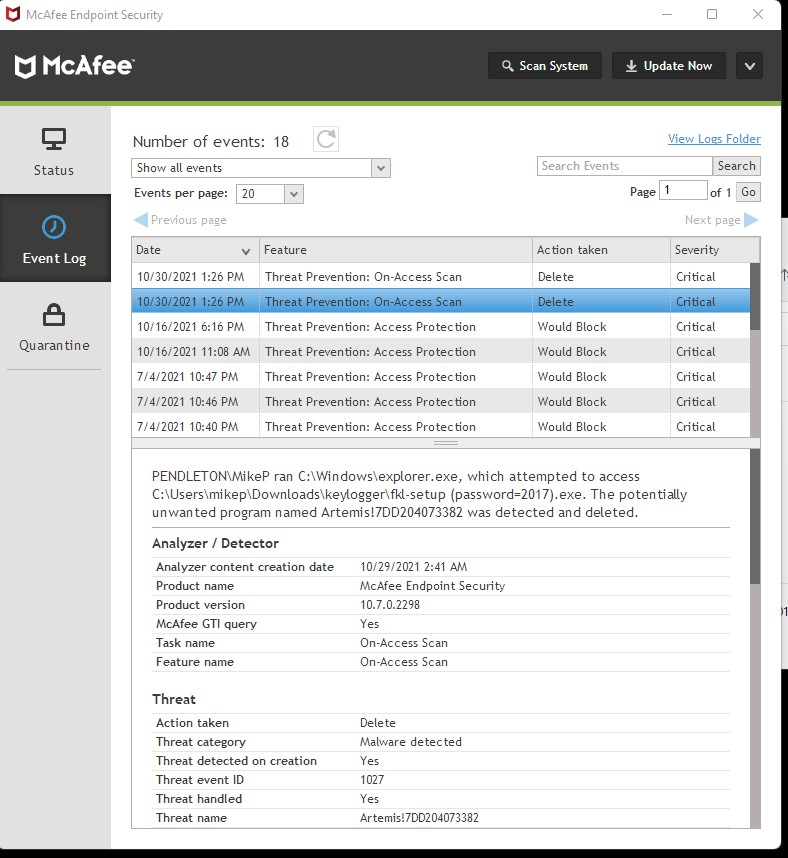 McAfee Endpoint Security
McAfee™
Scan System
Update Now
Status
Event Log
Quarantine
Number of events: 18
View Logs Folder
Show all events
Search Events
Search
Events per page: 20
Page 1 of 1 Go
Previous page
Next page
Date Feature Action taken Severity
10/30/2021 1:26 PM Threat Prevention: On-Access Scan Delete Critical
10/30/2021 1:26 PM Threat Prevention: On-Access Scan Delete Critical
10/16/2021 6:16 PM Threat Prevention: Access Protection Would Block Critical
10/16/2021 11:08 AM Threat Prevention: Access Protection Would Block Critical
7/4/2021 10:47 PM Threat Prevention: Access Protection Would Block Critical
7/4/2021 10:46 PM Threat Prevention: Access Protection Would Block Critical
7/4/2021 10:40 PM Threat Prevention: Access Protection Would Block Critical
PENDLETON\MikeP ran C:\Windows\explorer.exe, which attempted to access
C:\Users\mikep\Downloads\keylogger\fkl-setup (password=2017).exe. The potentially
unwanted program named Artemis!7DD204073382 was detected and deleted.
Analyzer / Detector
Analyzer content creation date 10/29/2021 2:41 AM
Product name McAfee Endpoint Security
Product version 10.7.0.2298
McAfee GTI query Yes
Task name On-Access Scan
Feature name On-Access Scan
Threat
Action taken Delete
Threat category Malware detected
Threat detected on creation Yes
Threat event ID 1027
Threat handled Yes
Threat name Artemis!7DD204073382